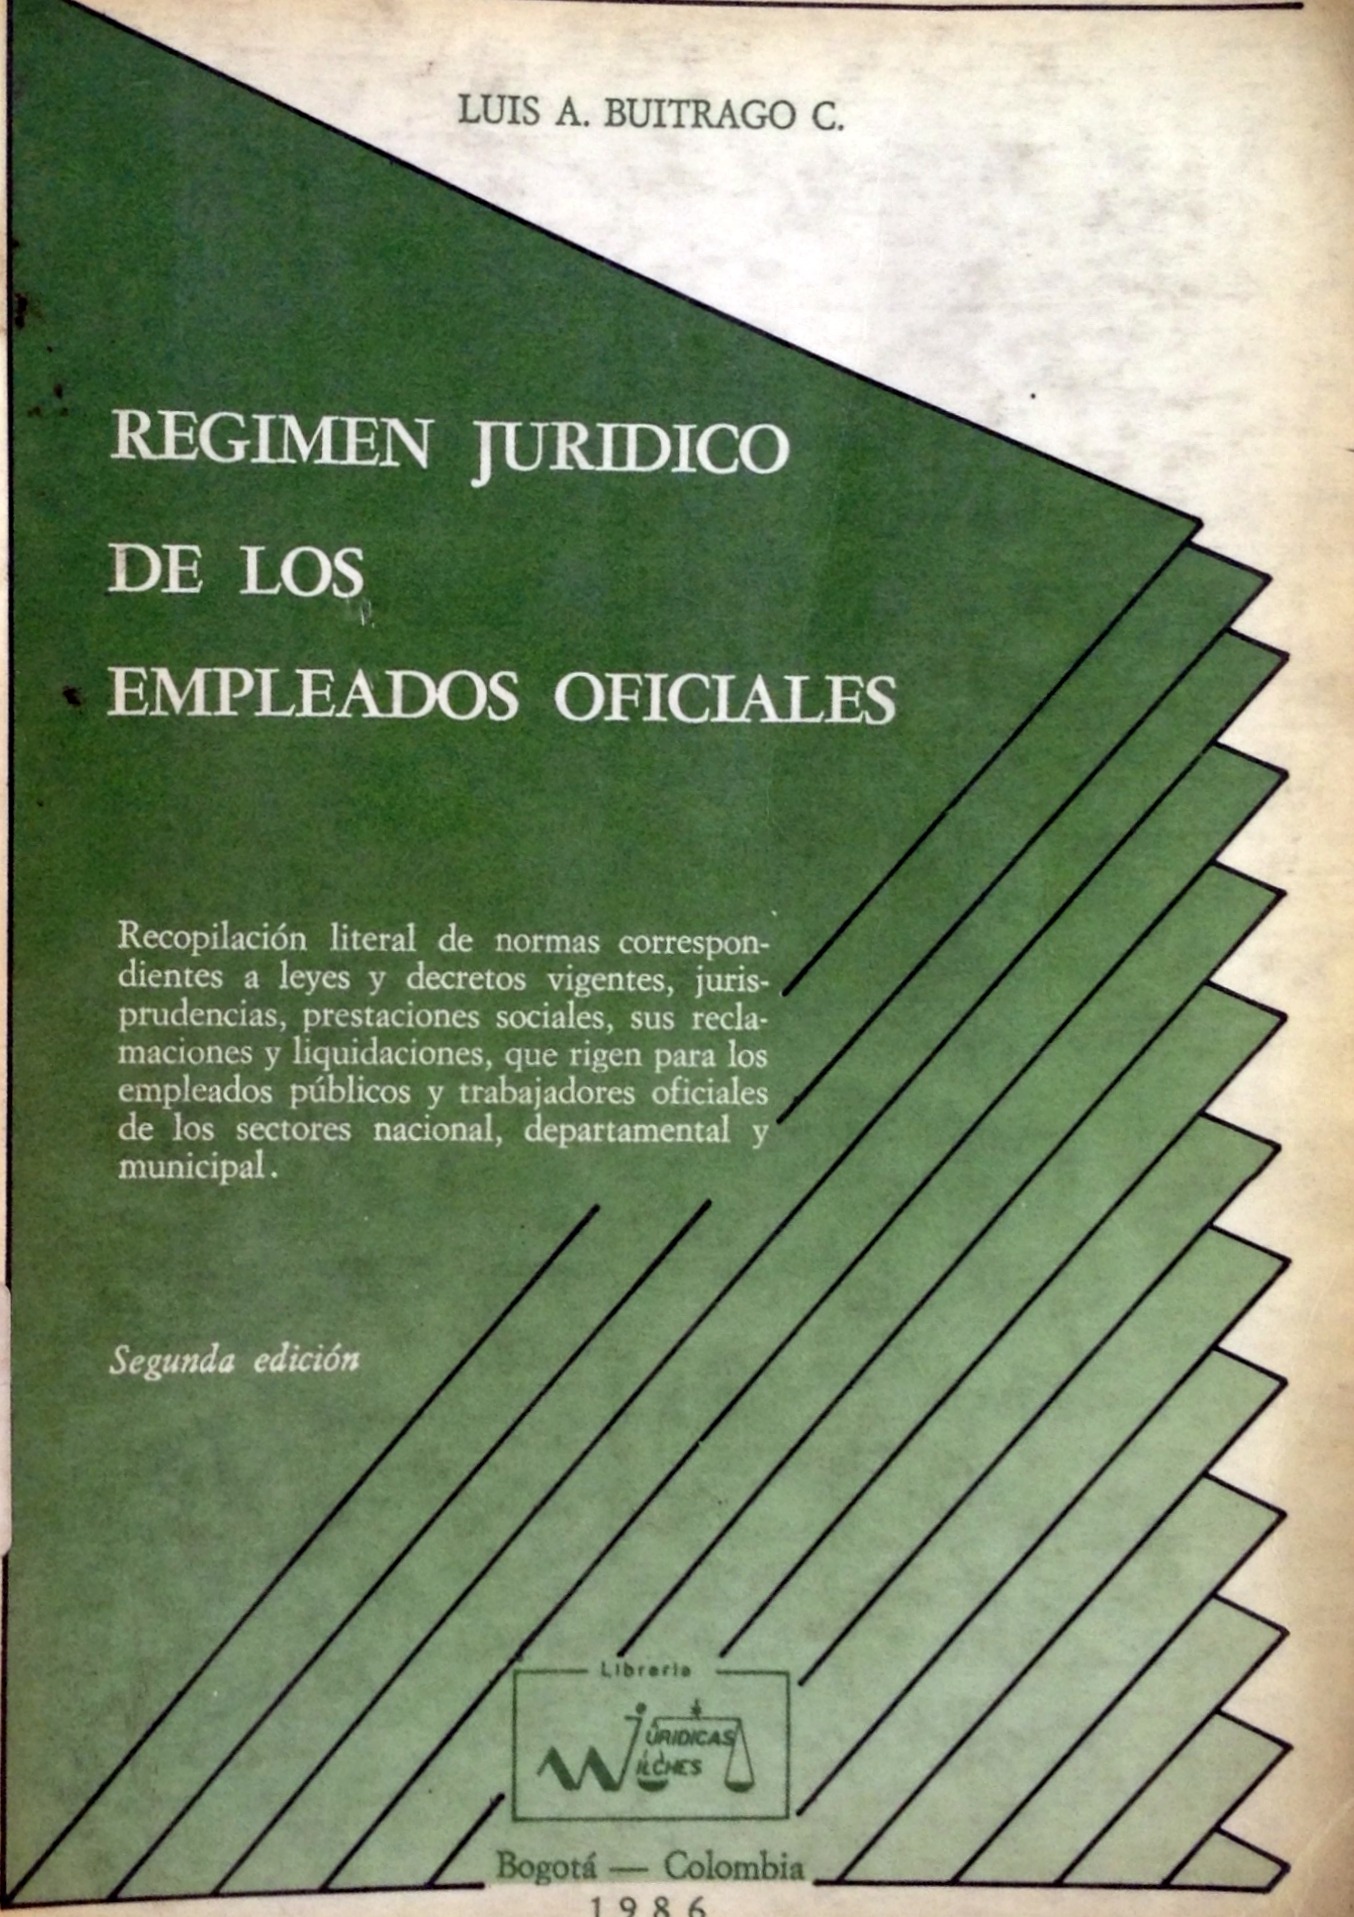 LUIS A. BUITRAGO C.
REGIMEN JURIDICO
DE LOS
EMPLEADOS OFICIALES
Recopilación literal de normas correspon-
dientes a leyes y decretos vigentes, juris-
prudencias, prestaciones sociales, sus recla-
maciones y liquidaciones, que rigen para los
empleados públicos y trabajadores oficiales
de los sectores nacional, departamental y
municipal.
Segunda edición
Librería
JURIDICAS
WILCHES
Bogotá — Colombia
1986